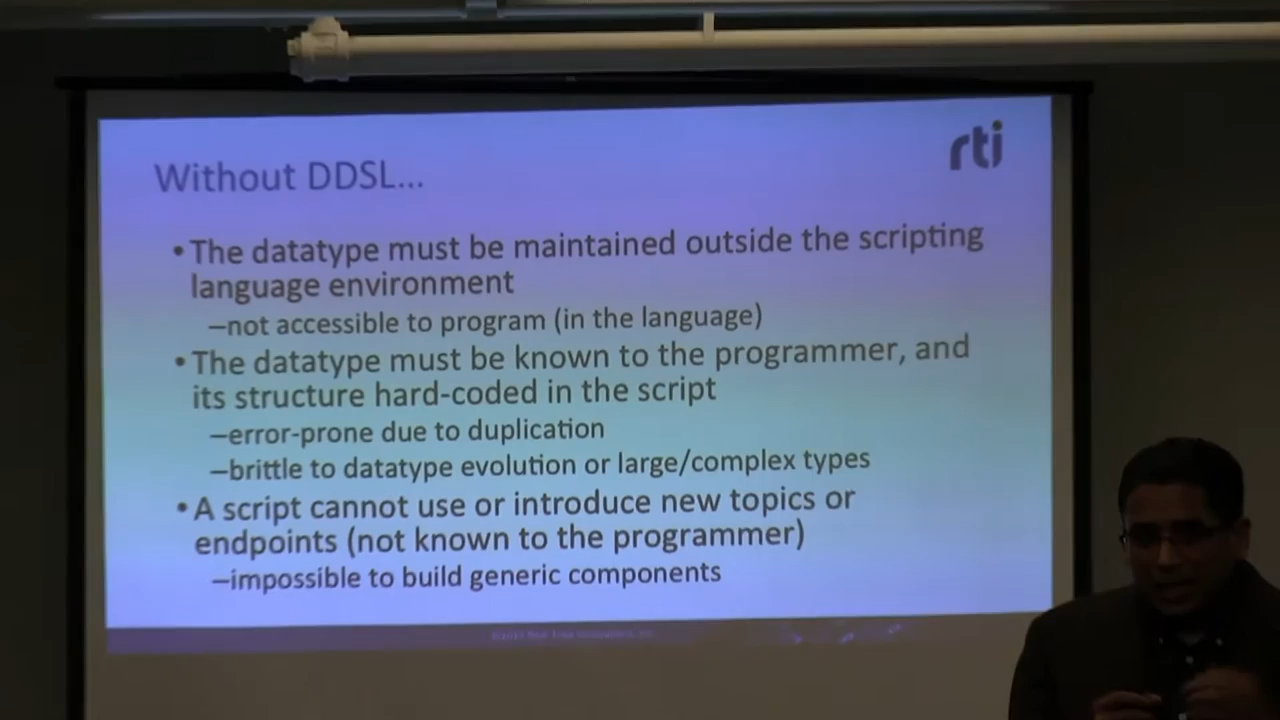 rti
Without DDSL...
• The datatype must be maintained outside the scripting
language environment
–not accessible to program (in the language)
• The datatype must be known to the programmer, and
its structure hard-coded in the script
–error-prone due to duplication
–brittle to datatype evolution or large/complex types
• A script cannot use or introduce new topics or
endpoints (not known to the programmer)
–impossible to build generic components